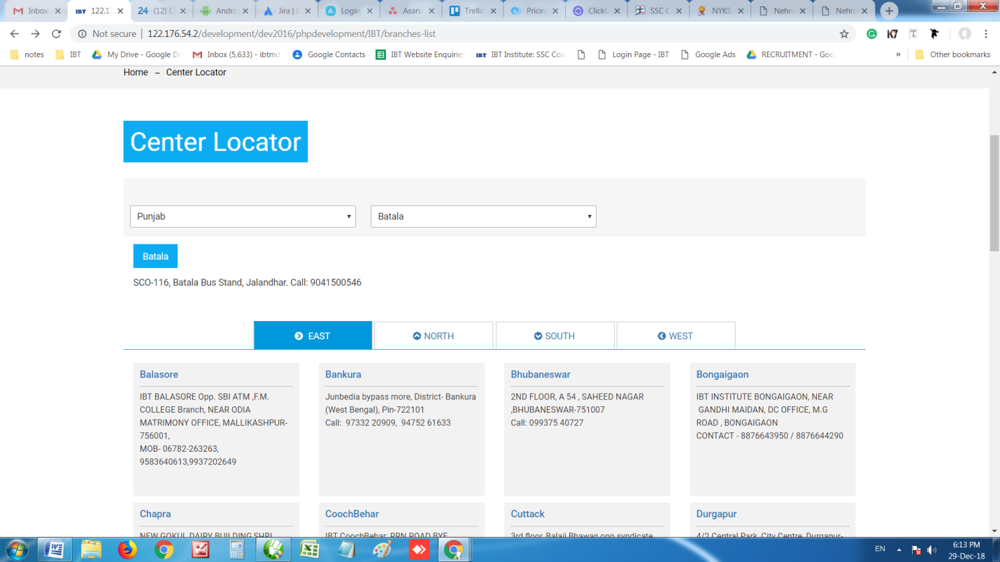 Inbox
IBT 122.1
24 (12) C
Andro
Jira |
Login
Asana
Trello
Pricin
ClickU
SSC C
NYKS
Nehru
Nehru
Not secure | 122.176.54.2/development/dev2016/phpdevelopment/IBT/branches-list
notes
IBT
My Drive - Google Dr
Inbox (5,633) - ibtmd
Google Contacts
IBT Website Enquiries
IBT IBT Institute: SSC Coa
Login Page - IBT
Google Ads
RECRUITMENT - Goo
»
Other bookmarks
Home – Center Locator
Center Locator
Punjab
Batala
Batala
SCO-116, Batala Bus Stand, Jalandhar. Call: 9041500546
EAST
NORTH
SOUTH
WEST
Balasore
IBT BALASORE Opp. SBI ATM ,F.M.
COLLEGE Branch, NEAR ODIA
MATRIMONY OFFICE, MALLIKASHPUR-
756001,
MOB- 06782-263263,
9583640613,9937202649
Bankura
Junbedia bypass more, District- Bankura
(West Bengal), Pin-722101
Call: 97332 20909, 94752 61633
Bhubaneswar
2ND FLOOR, A 54 , SAHEED NAGAR
,BHUBANESWAR-751007
Call: 099375 40727
Bongaigaon
IBT INSTITUTE BONGAIGAON, NEAR
GANDHI MAIDAN, DC OFFICE, M.G
ROAD , BONGAIGAON
CONTACT - 8876643950 / 8876644290
Chapra
NEW GOKUL DAIRY BUILDING SHRI
CoochBehar
IBT CoochBehar: RRN ROAD BYE
Cuttack
3rd floor, Balaji Bhawan opp syndicate
Durgapur
4/2 Central Park, City Centre, Durgapur-
EN
6:13 PM
29-Dec-18